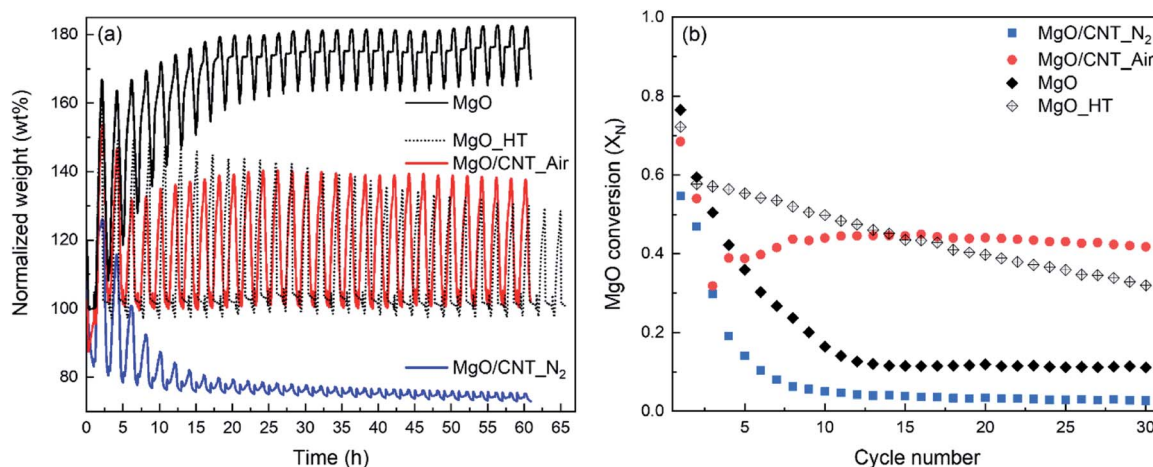 (a)
Normalized weight (wt%)
180
160
140
120
100
80
MgO
MgO_HT
MgO/CNT_Air
MgO/CNT_N₂
0 5 10 15 20 25 30 35 40 45 50 55 60 65
Time (h)
(b)
MgO conversion (X_N)
1.0
0.8
0.6
0.4
0.2
0.0
MgO/CNT_N₂
MgO/CNT_Air
MgO
MgO_HT
5 10 15 20 25 30
Cycle number